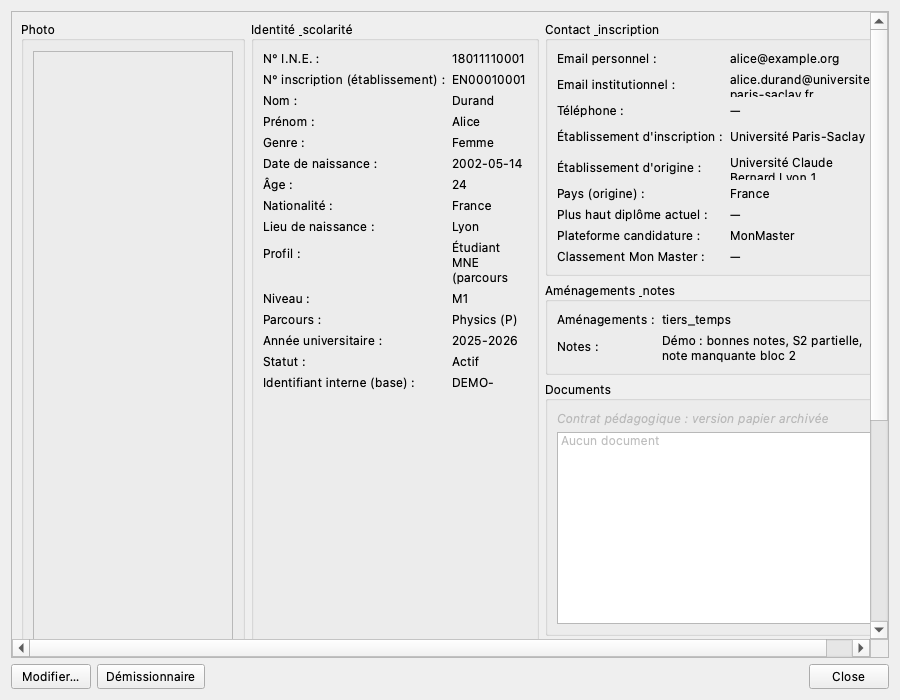 Photo
Identité _scolarité
N° I.N.E. : 18011110001
N° inscription (établissement) : EN00010001
Nom : Durand
Prénom : Alice
Genre : Femme
Date de naissance : 2002-05-14
Âge : 24
Nationalité : France
Lieu de naissance : Lyon
Profil : Étudiant
MNE
(parcours
Niveau : M1
Parcours : Physics (P)
Année universitaire : 2025-2026
Statut : Actif
Identifiant interne (base) : DEMO-
Contact _inscription
Email personnel : alice@example.org
Email institutionnel : alice.durand@universite
paris-saclay.fr
Téléphone : —
Établissement d'inscription : Université Paris-Saclay
Établissement d'origine : Université Claude
Bernard Lyon 1
Pays (origine) : France
Plus haut diplôme actuel : —
Plateforme candidature : MonMaster
Classement Mon Master : —
Aménagements _notes
Aménagements : tiers_temps
Notes : Démo : bonnes notes, S2 partielle,
note manquante bloc 2
Documents
Contrat pédagogique : version papier archivée
Aucun document
Modifier...
Démissionnaire
Close